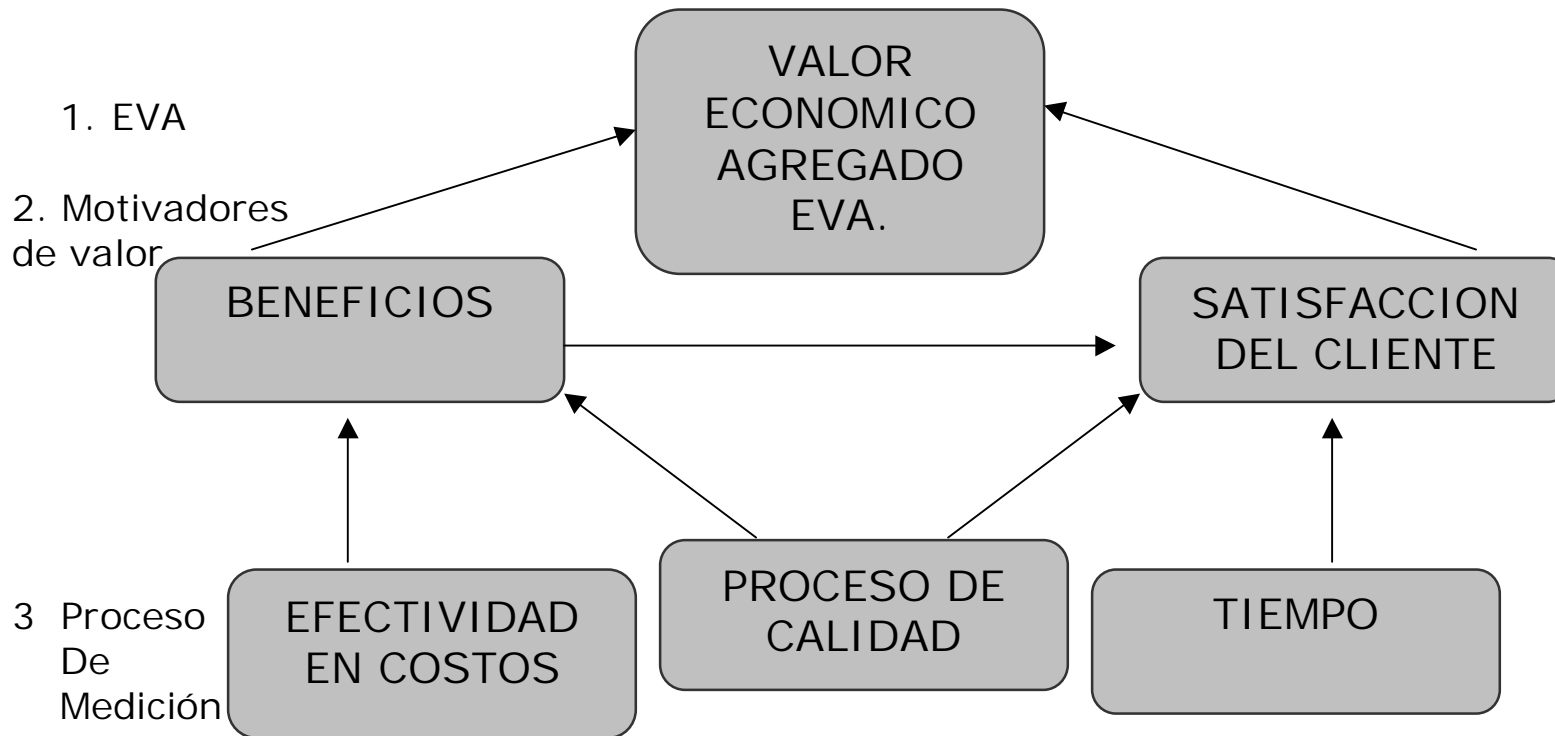 VALOR
ECONOMICO
AGREGADO
EVA.
1. EVA
2. Motivadores
de valor
BENEFICIOS
SATISFACCION
DEL CLIENTE
3 Proceso
De
Medición
EFECTIVIDAD
EN COSTOS
PROCESO DE
CALIDAD
TIEMPO